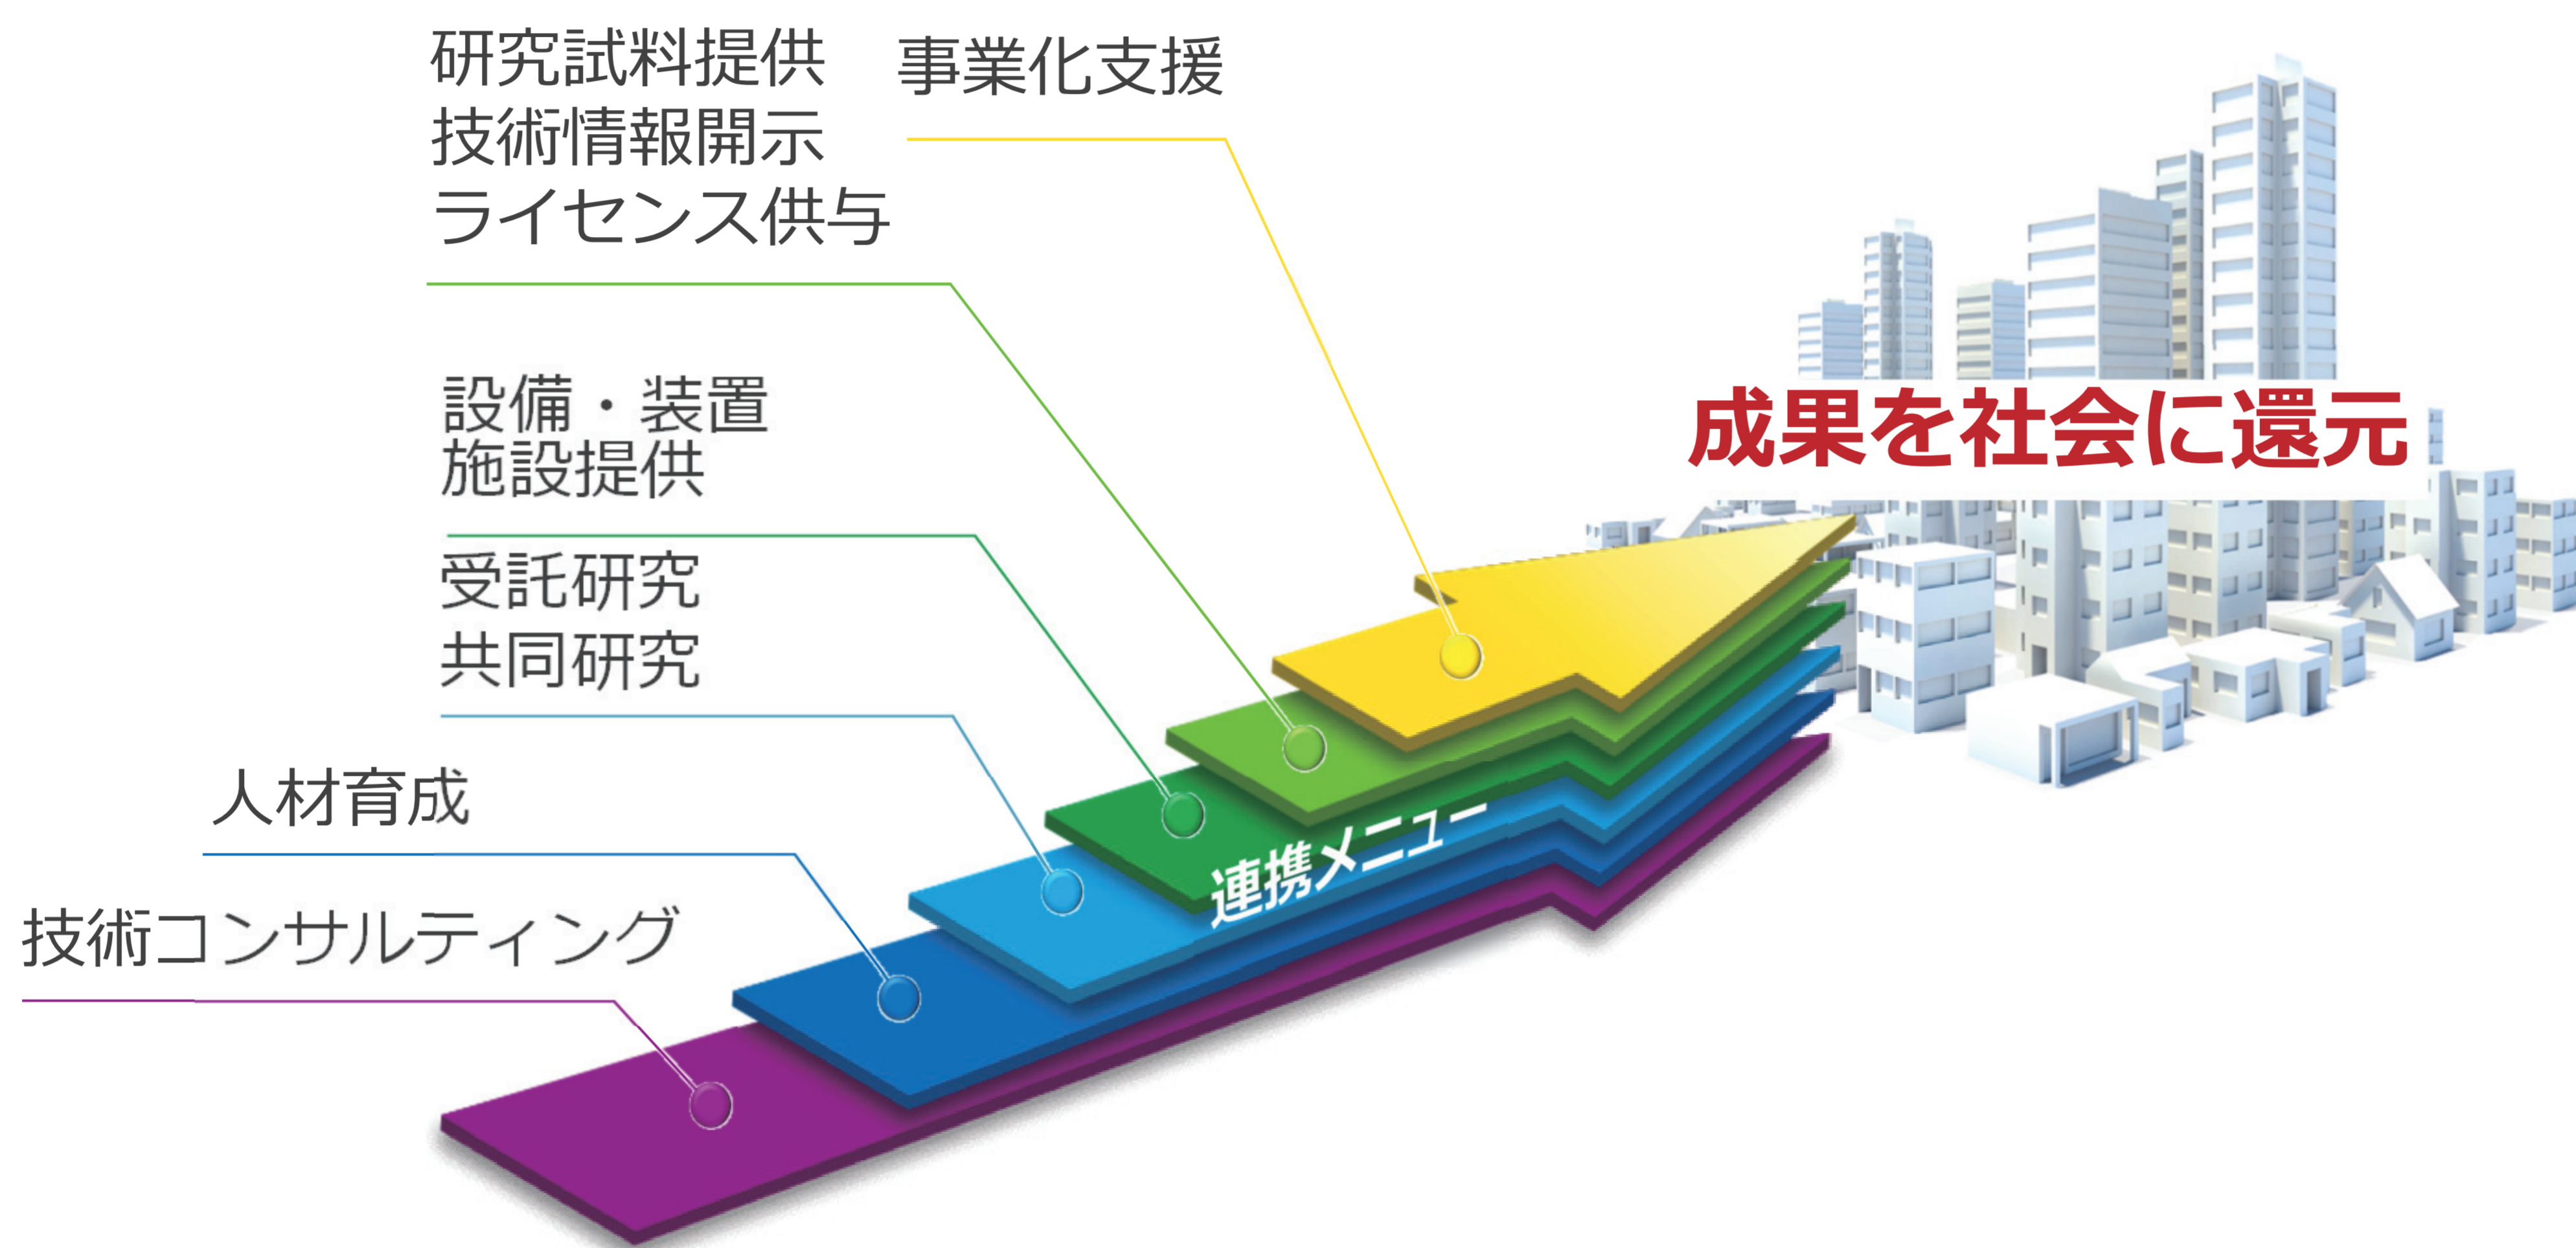 研究試料提供
技術情報開示
ライセンス供与
事業化支援
設備・装置
施設提供
受託研究
共同研究
人材育成
技術コンサルティング
連携メニュー
成果を社会に還元